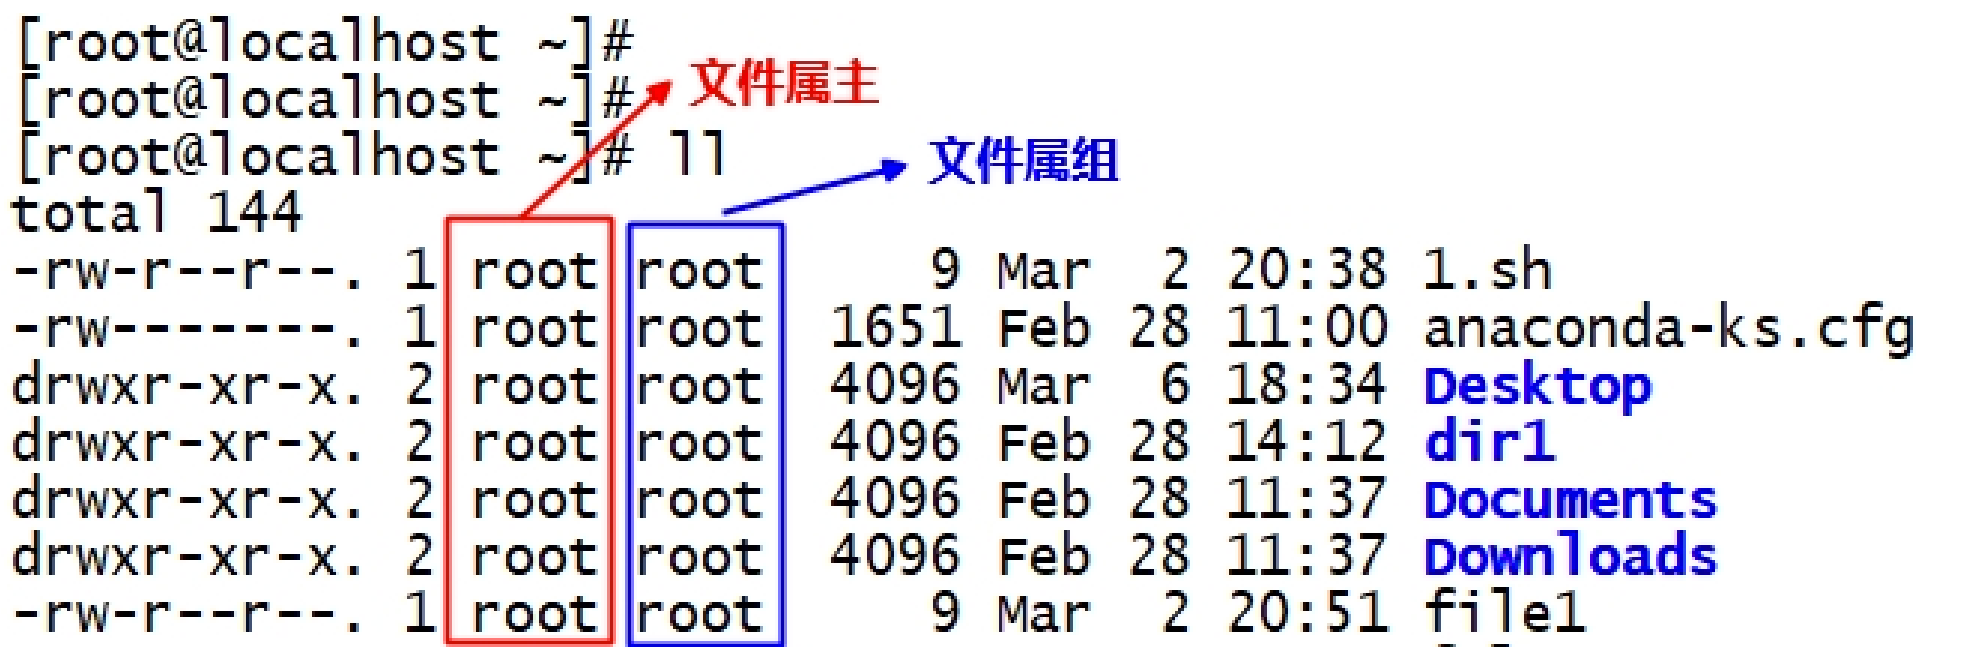 [root@localhost ~]#
[root@localhost ~]# 文件属主
[root@localhost ~]# ll 文件属组
total 144
-rw-r--r--. 1 root root    9 Mar  2 20:38 1.sh
-rw-------. 1 root root 1651 Feb 28 11:00 anaconda-ks.cfg
drwxr-xr-x. 2 root root 4096 Mar  6 18:34 Desktop
drwxr-xr-x. 2 root root 4096 Feb 28 14:12 dir1
drwxr-xr-x. 2 root root 4096 Feb 28 11:37 Documents
drwxr-xr-x. 2 root root 4096 Feb 28 11:37 Downloads
-rw-r--r--. 1 root root    9 Mar  2 20:51 file1